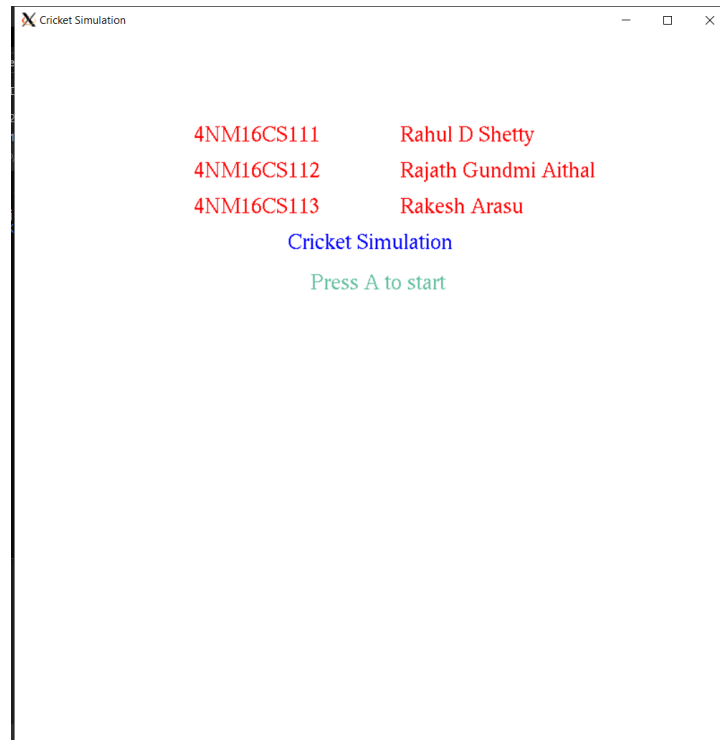 Cricket Simulation
4NM16CS111 Rahul D Shetty
4NM16CS112 Rajath Gundmi Aithal
4NM16CS113 Rakesh Arasu
Cricket Simulation
Press A to start